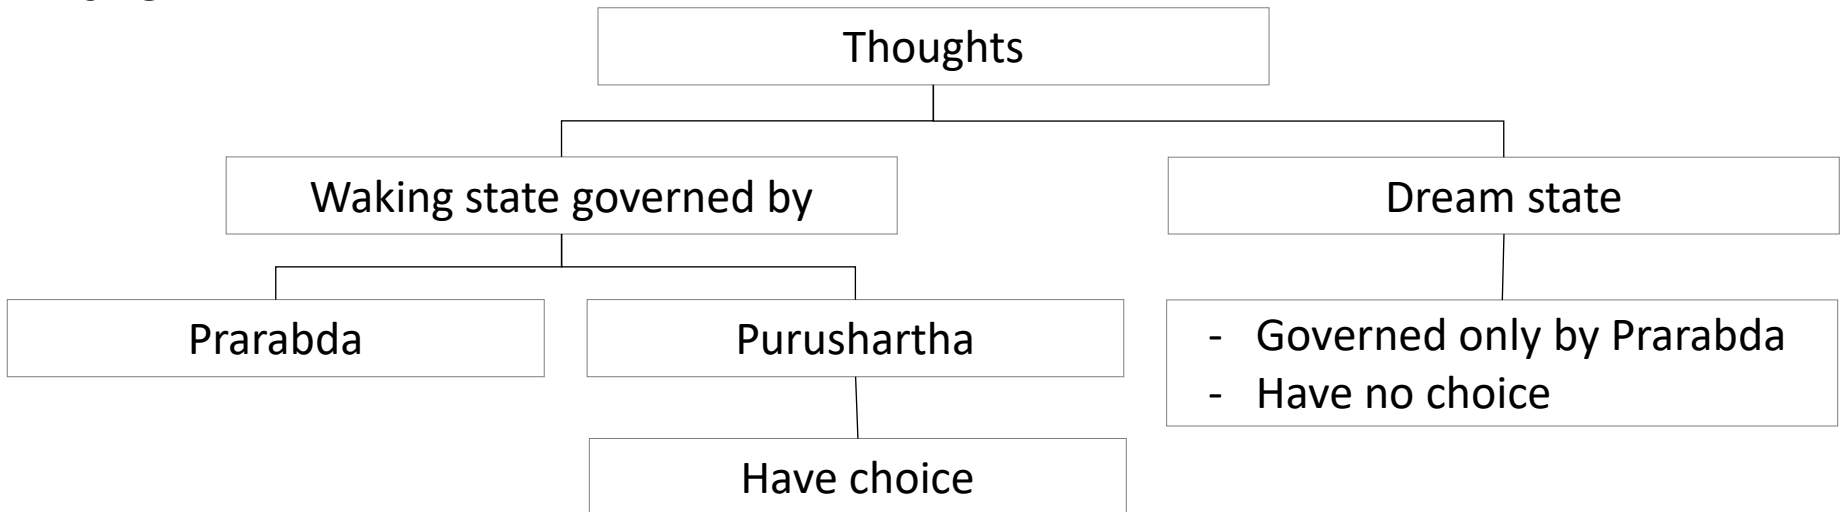 Thoughts
Waking state governed by
Dream state
Prarabda
Purushartha
- Governed only by Prarabda
- Have no choice
Have choice